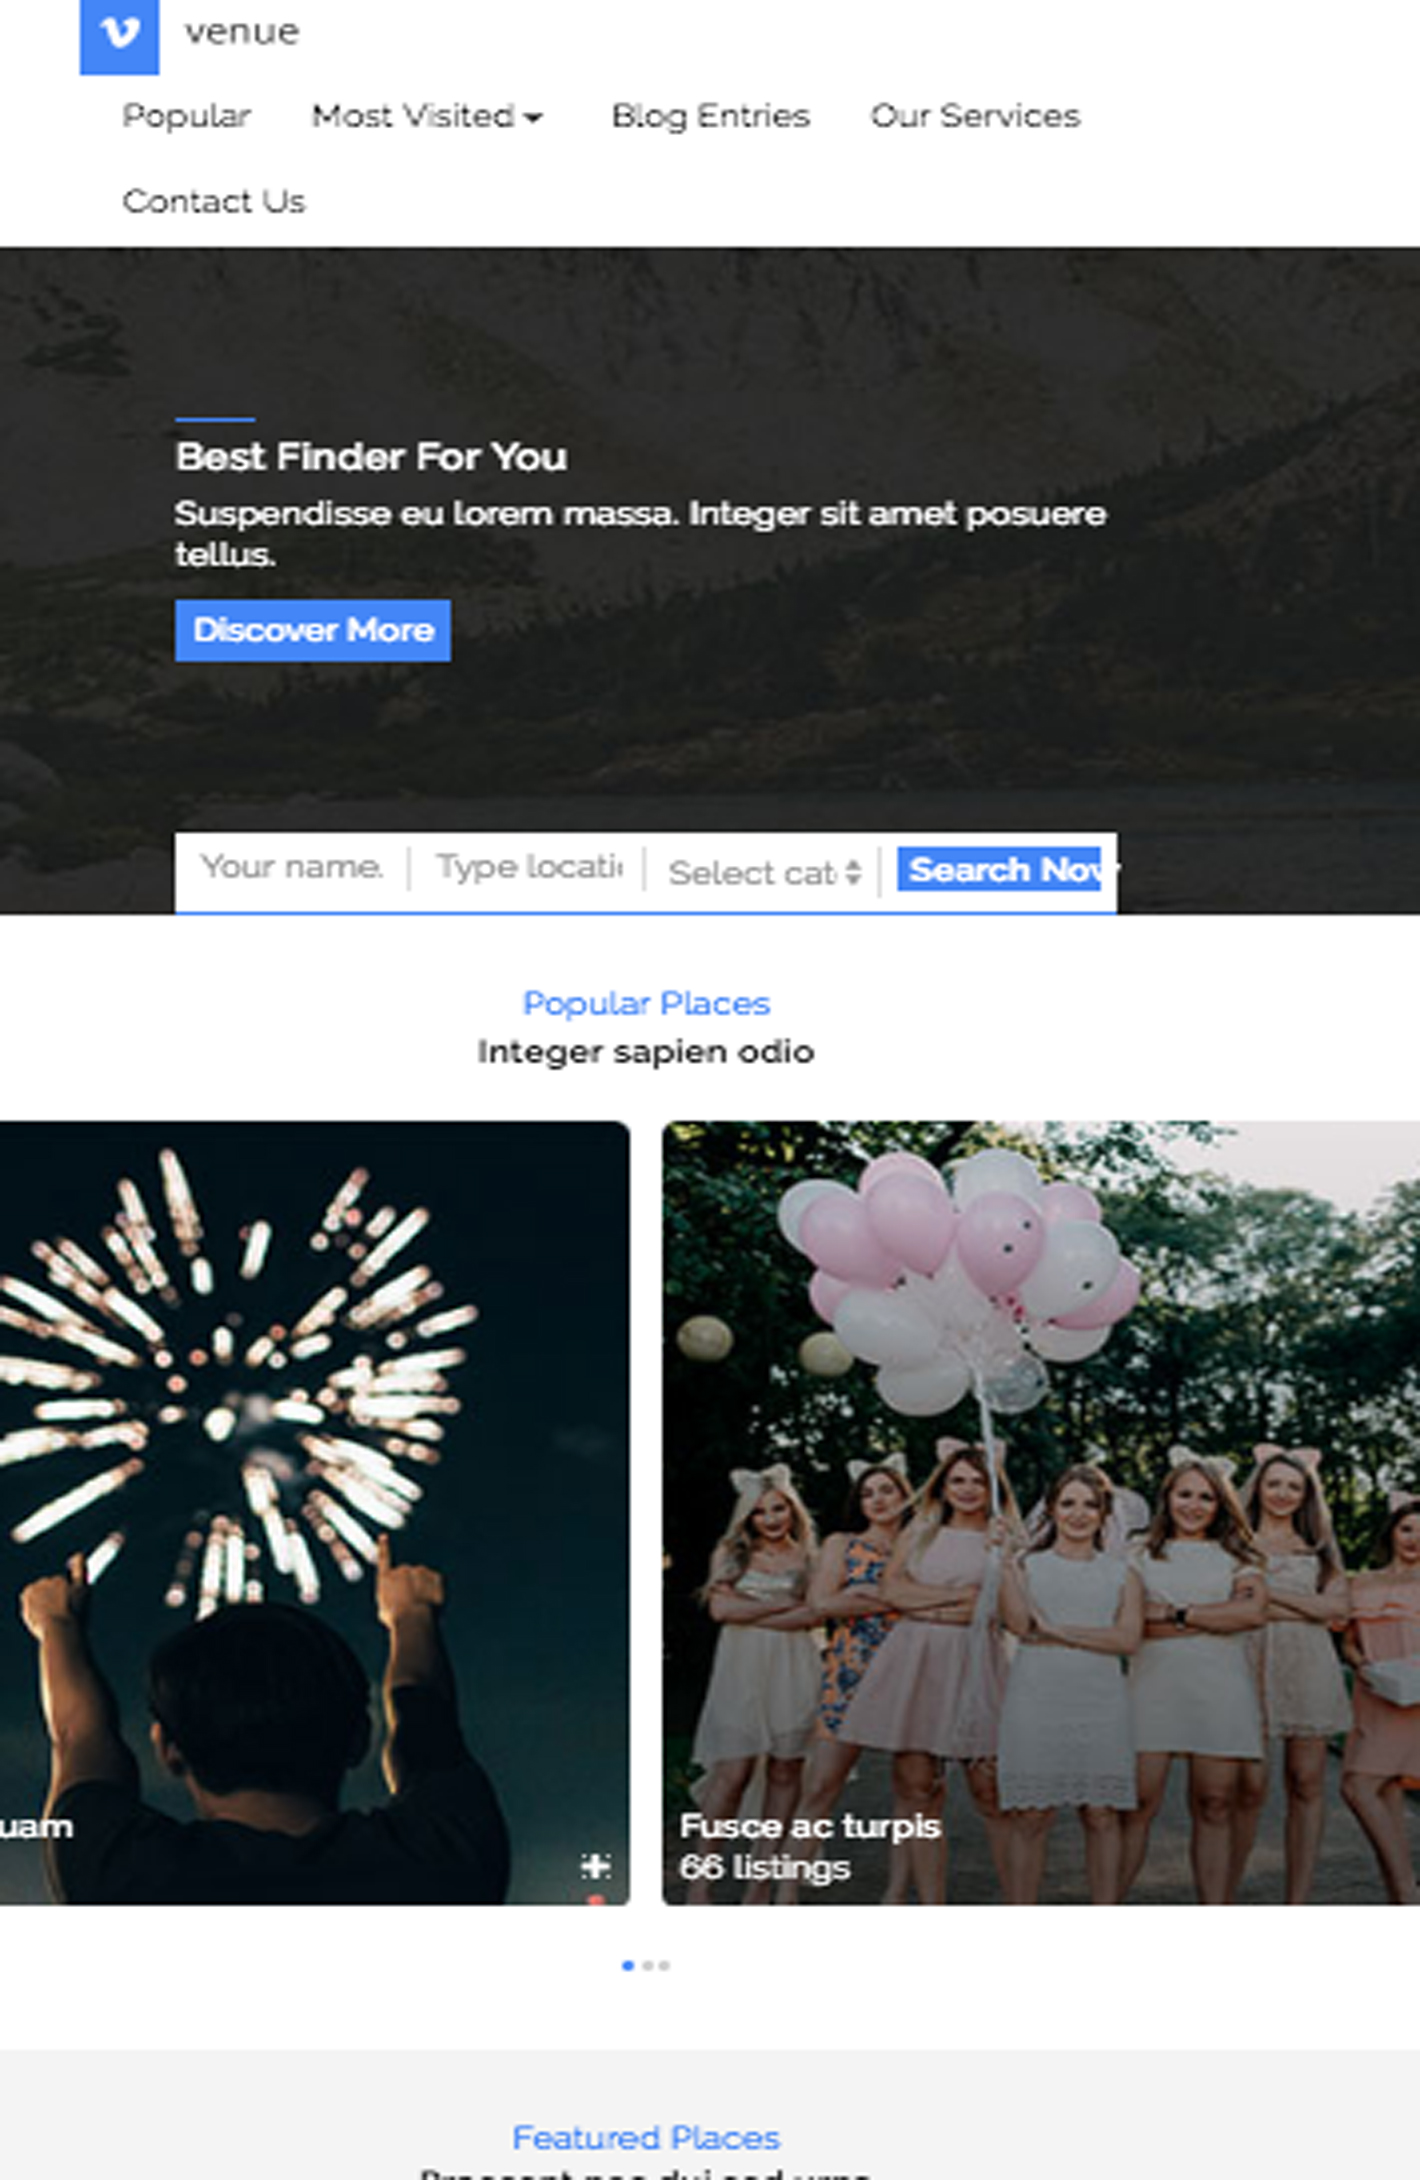 venue
Popular Most Visited Blog Entries Our Services
Contact Us
Best Finder For You
Suspendisse eu lorem massa. Integer sit amet posuere
tellus.
Discover More
Your name. Type locati Select cat Search Now
Popular Places
Integer sapien odio
uam
Fusce ac turpis
66 listings
Featured Places